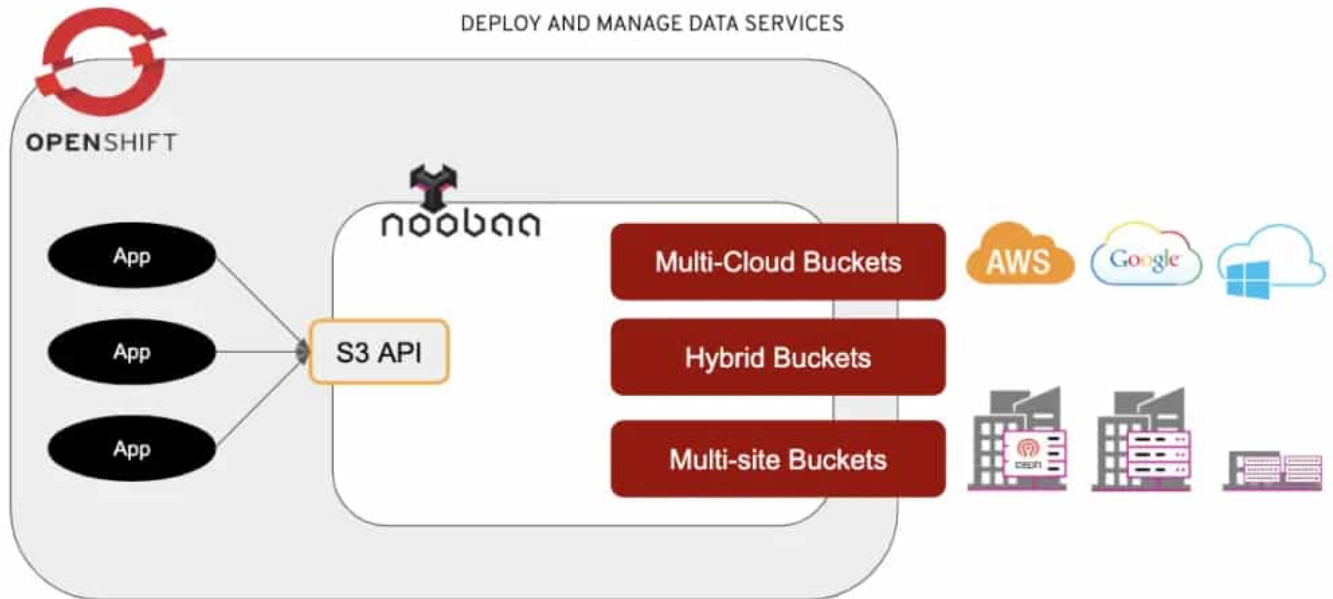 DEPLOY AND MANAGE DATA SERVICES
OPENSHIFT
noobaa
App
App
App
S3 API
Multi-Cloud Buckets
Hybrid Buckets
Multi-site Buckets
AWS
Google
ceph